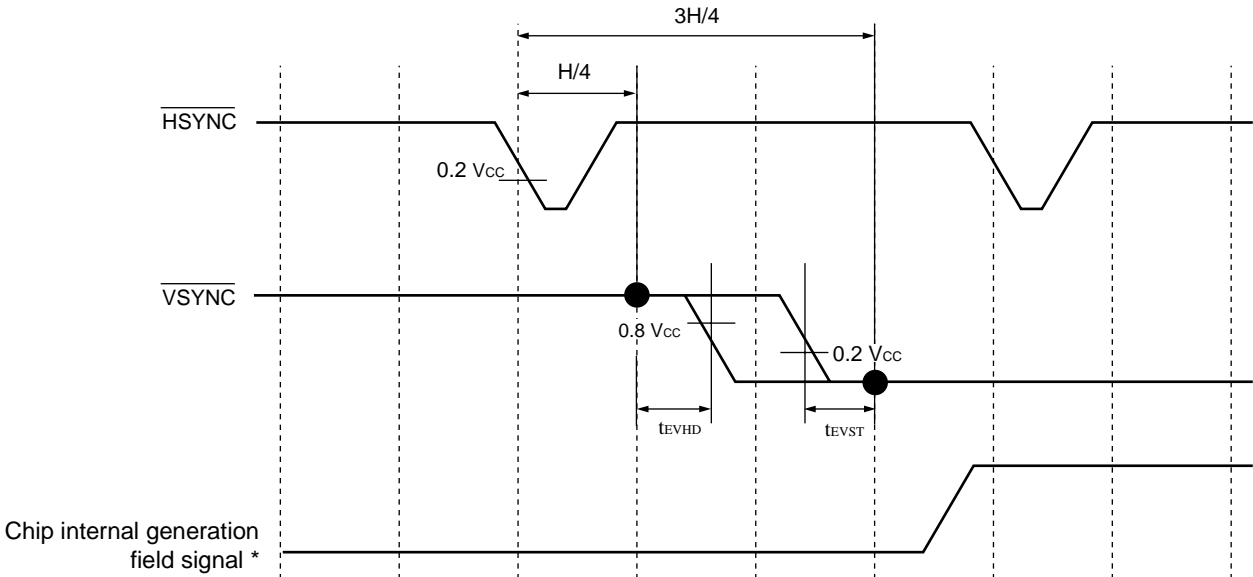 3H/4
H/4
HSYNC
0.2 Vcc
VSYNC
0.8 Vcc
0.2 Vcc
tEVHD
tEVST
Chip internal generation
field signal *